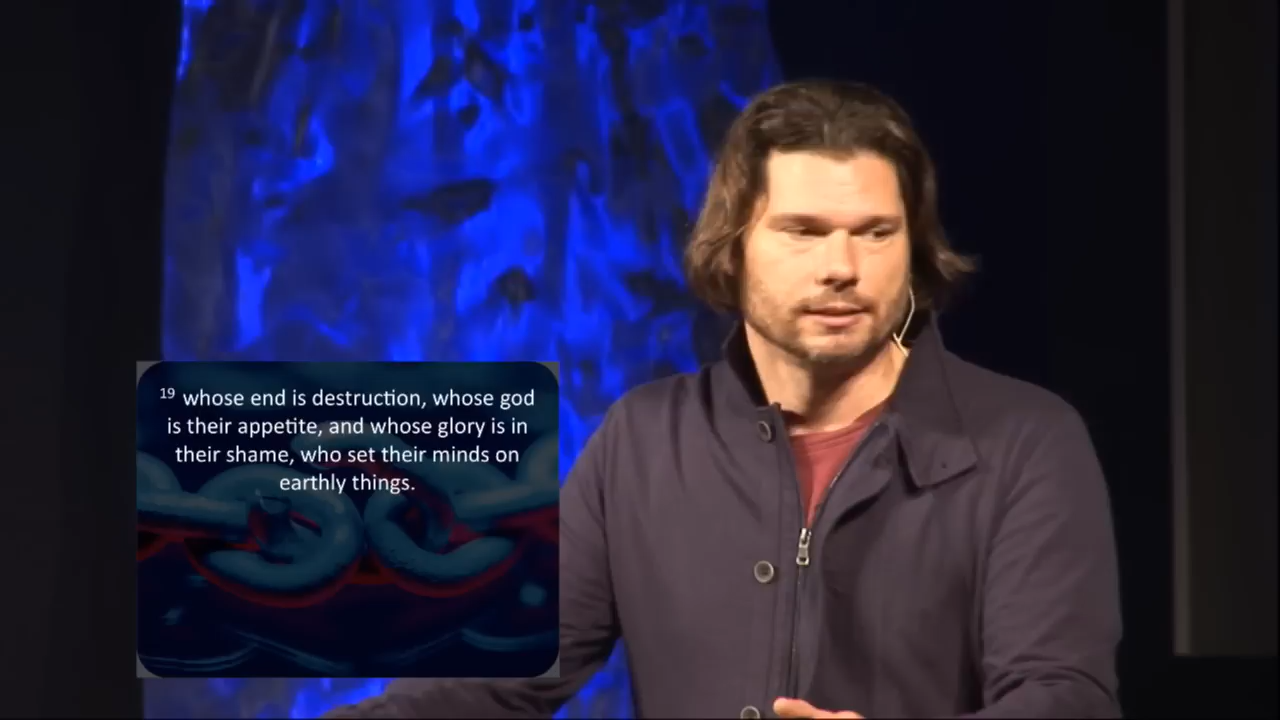 19 whose end is destruction, whose god
is their appetite, and whose glory is in
their shame, who set their minds on
earthly things.